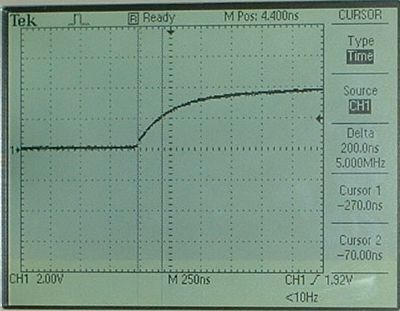 Tek R Ready M Pos: 4.400ns CURSOR
Type
Time
Source
CH1
Delta
200.0ns
5.000MHz
Cursor 1
-270.0ns
Cursor 2
-70.00ns
1
CH1 2.00V M 250ns CH1 1.92V
<10Hz